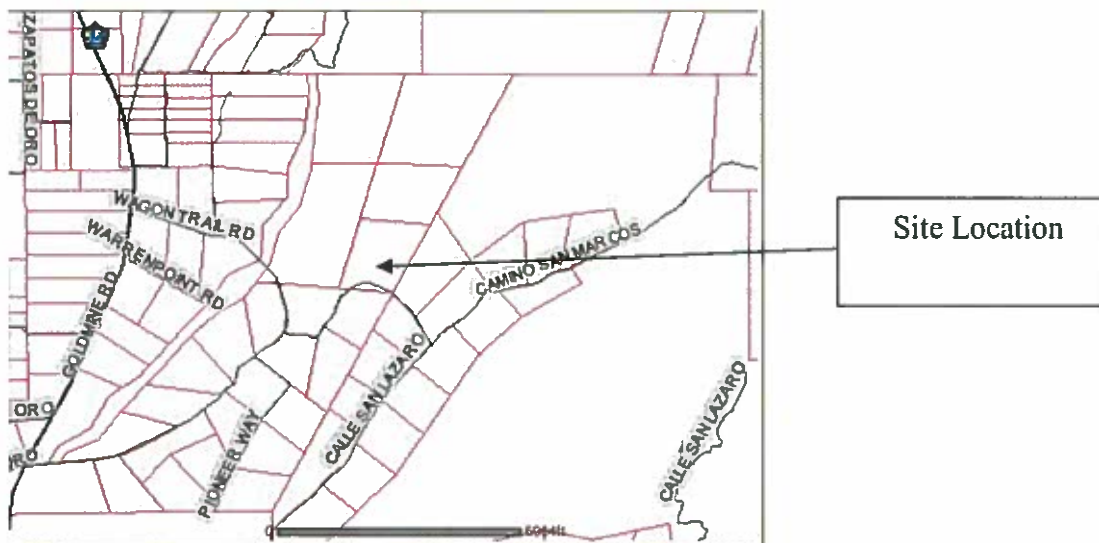 ZAPATOS DE ORO
WAGON TRAIL RD
WARRENPOINT RD
GOLDMINE RD
CAMINO SAN MARCOS
Site Location
CALLE SAN LAZARO
CALLE SAN LAZARO
PIONEER WAY
ORO
0